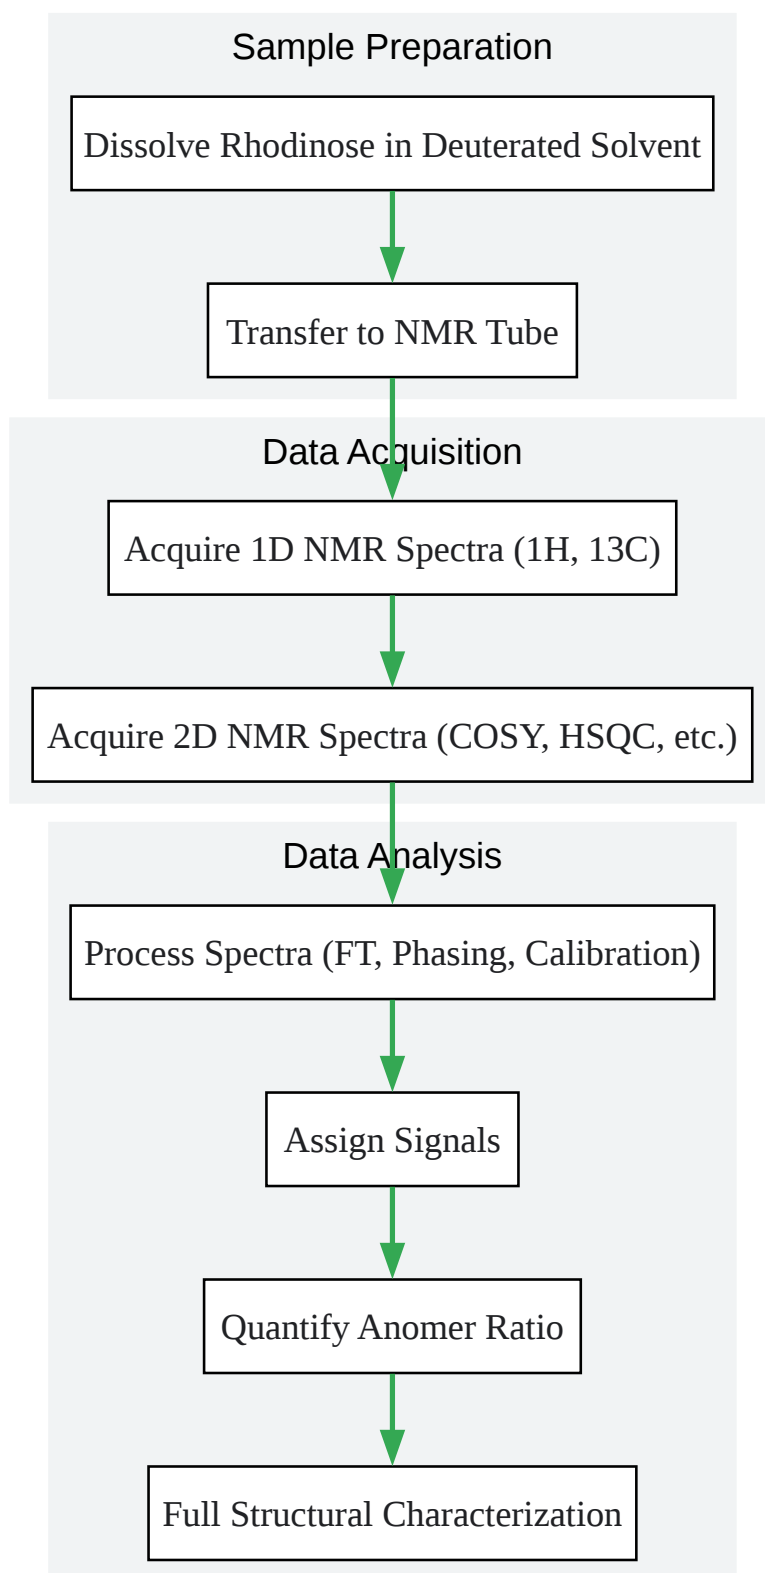 Sample Preparation
Dissolve Rhodinose in Deuterated Solvent
Transfer to NMR Tube
Data Acquisition
Acquire 1D NMR Spectra (1H, 13C)
Acquire 2D NMR Spectra (COSY, HSQC, etc.)
Data Analysis
Process Spectra (FT, Phasing, Calibration)
Assign Signals
Quantify Anomer Ratio
Full Structural Characterization